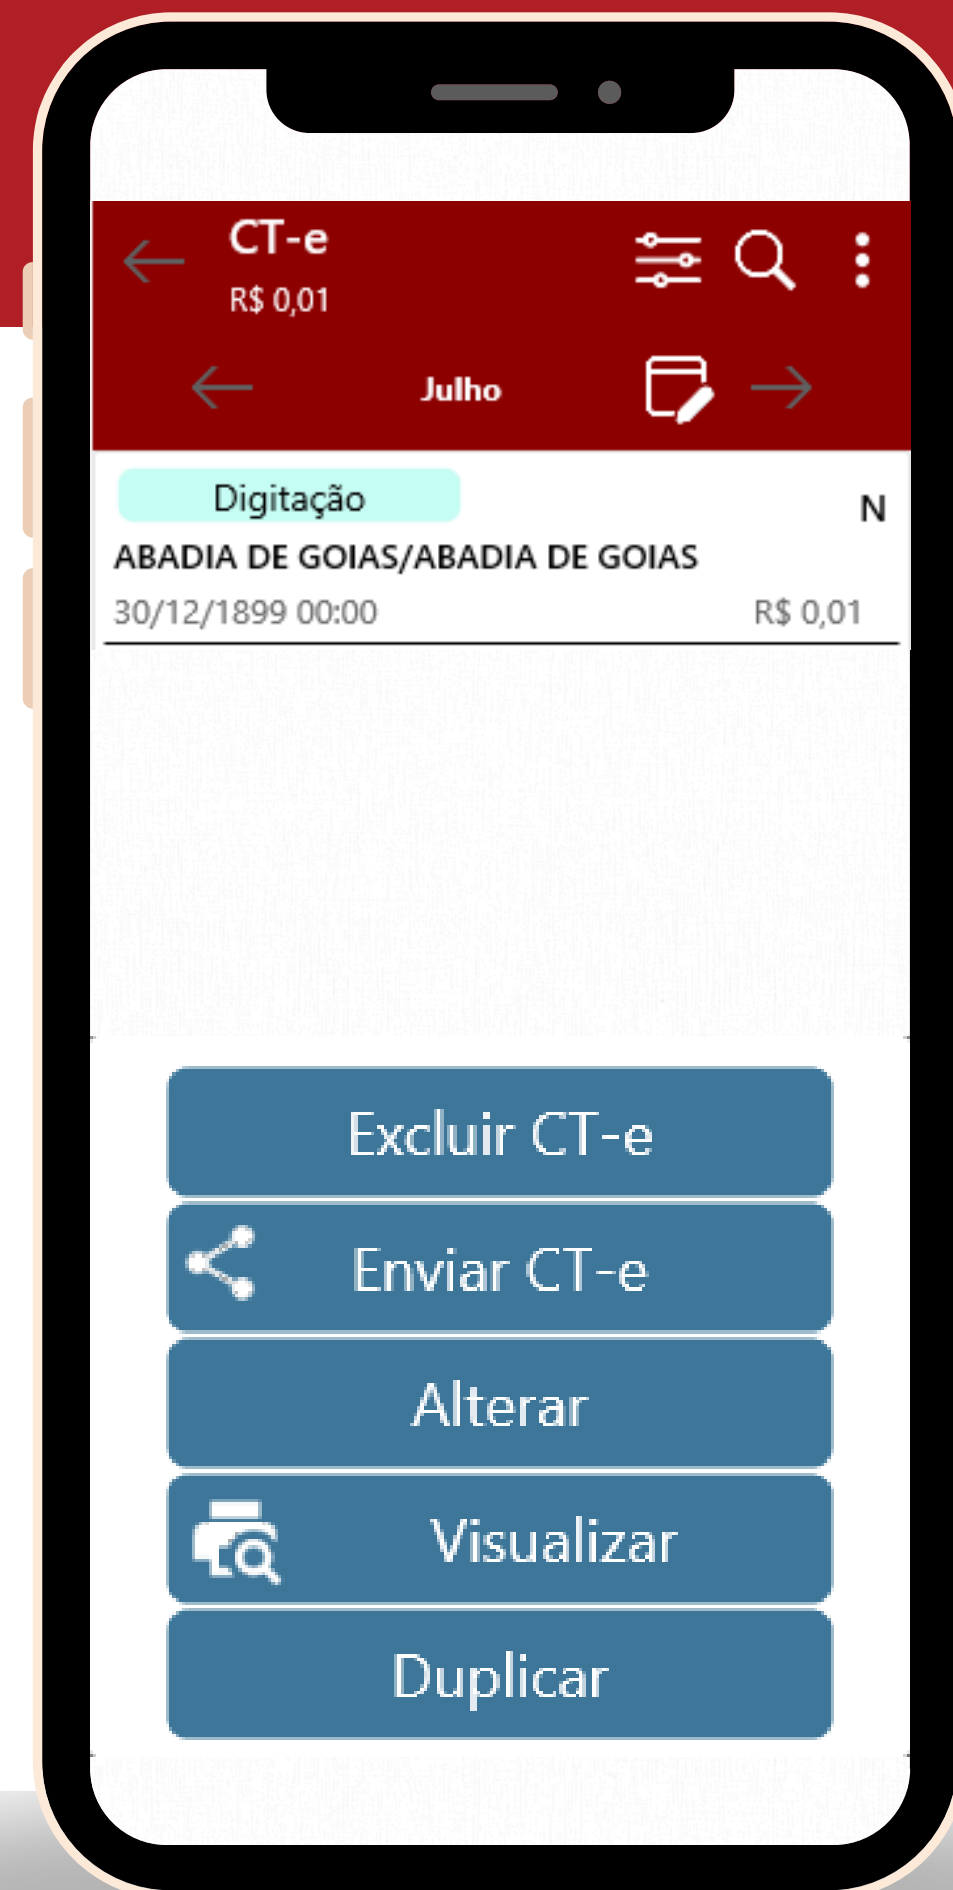 CT-e
R$ 0,01
Julho
Digitação
N
ABADIA DE GOIAS/ABADIA DE GOIAS
30/12/1899 00:00 R$ 0,01
Excluir CT-e
Enviar CT-e
Alterar
Visualizar
Duplicar